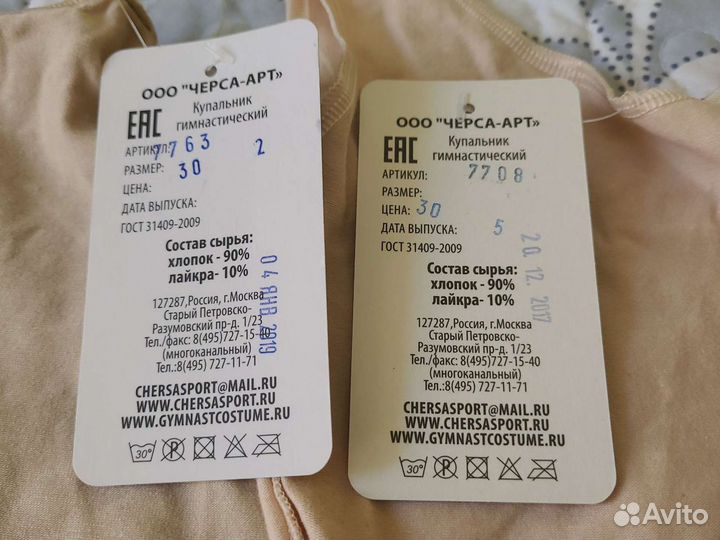 ООО "ЧЕРСА-АРТ"
Купальник
гимнастический
EAC
АРТИКУЛ: 7763 2
РАЗМЕР: 30
ЦЕНА:
ДАТА ВЫПУСКА:
ГОСТ 31409-2009
Состав сырья:
хлопок - 90%
лайкра- 10%
04 ЯНВ 2019
127287,Россия, г.Москва
Старый Петровско-
Разумовский пр-д. 1/23
Тел./факс: 8(495)727-15-40
(многоканальный)
Тел.:8(495) 727-11-71
CHERSASPORT@MAIL.RU
WWW.CHERSASPORT.RU
WWW.GYMNASTCOSTUME.RU
30°
P
ООО "ЧЕРСА-АРТ"
Купальник
гимнастический
EAC
АРТИКУЛ: 7708
РАЗМЕР:
ЦЕНА: 30
ДАТА ВЫПУСКА: 5
ГОСТ 31409-2009
20.12.2017
Состав сырья:
хлопок - 90%
лайкра- 10%
127287,Россия, г.Москва
Старый Петровско-
Разумовский пр-д. 1/23
Тел./факс: 8(495)727-15-40
(многоканальный)
Тел.:8(495) 727-11-71
CHERSASPORT@MAIL.RU
WWW.CHERSASPORT.RU
WWW.GYMNASTCOSTUME.RU
30°
P
Avito